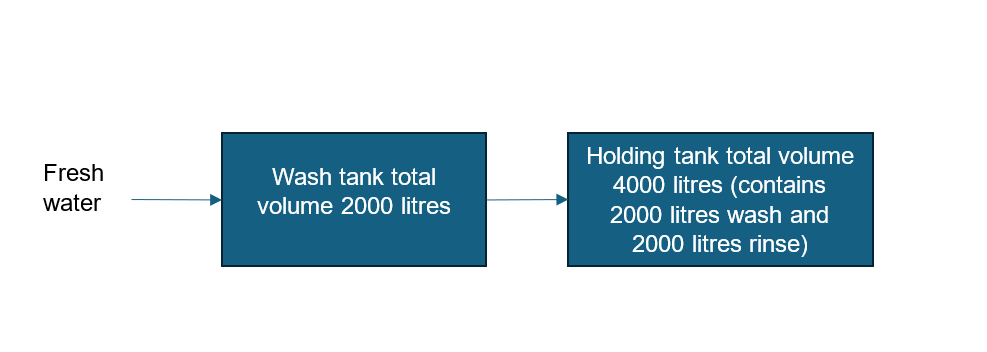 Fresh
water
Wash tank total
volume 2000 litres
Holding tank total volume
4000 litres (contains
2000 litres wash and
2000 litres rinse)